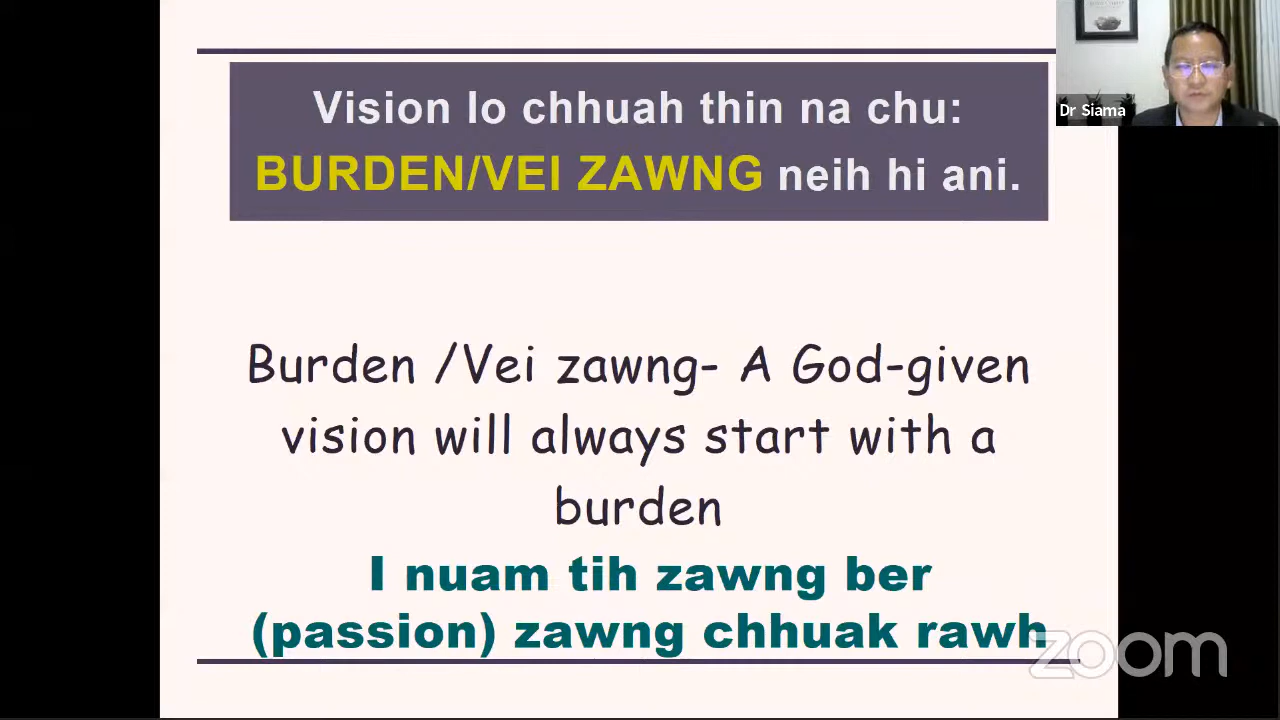 Vision lo chhuah thin na chu:
BURDEN/VEI ZAWNG neih hi ani.
Dr Siama
Burden /Vei zawng- A God-given
vision will always start with a
burden
I nuam tih zawng ber
(passion) zawng chhuak rawh
zoom